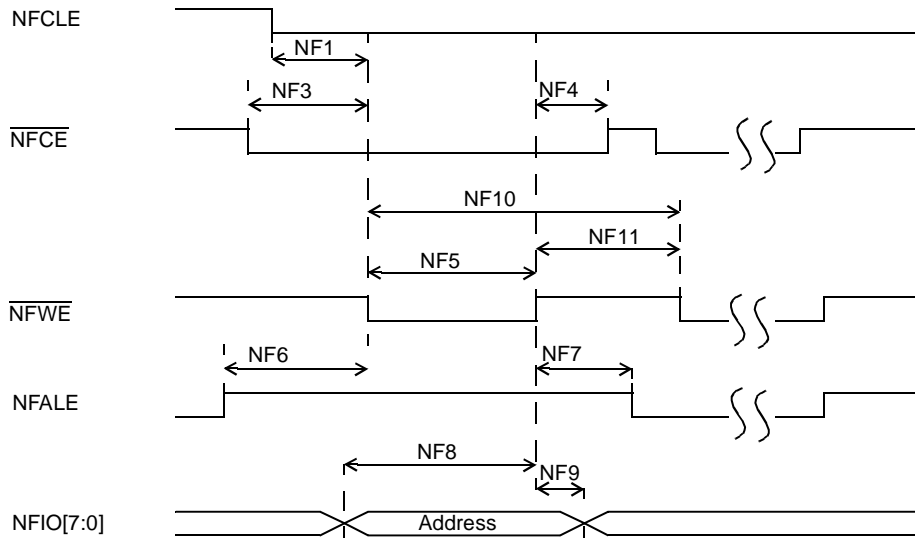 NFCLE
NF1
NF3
NF4
NFCE
NF10
NF11
NF5
NFWE
NF6
NF7
NFALE
NF8
NF9
NFIO[7:0]
Address